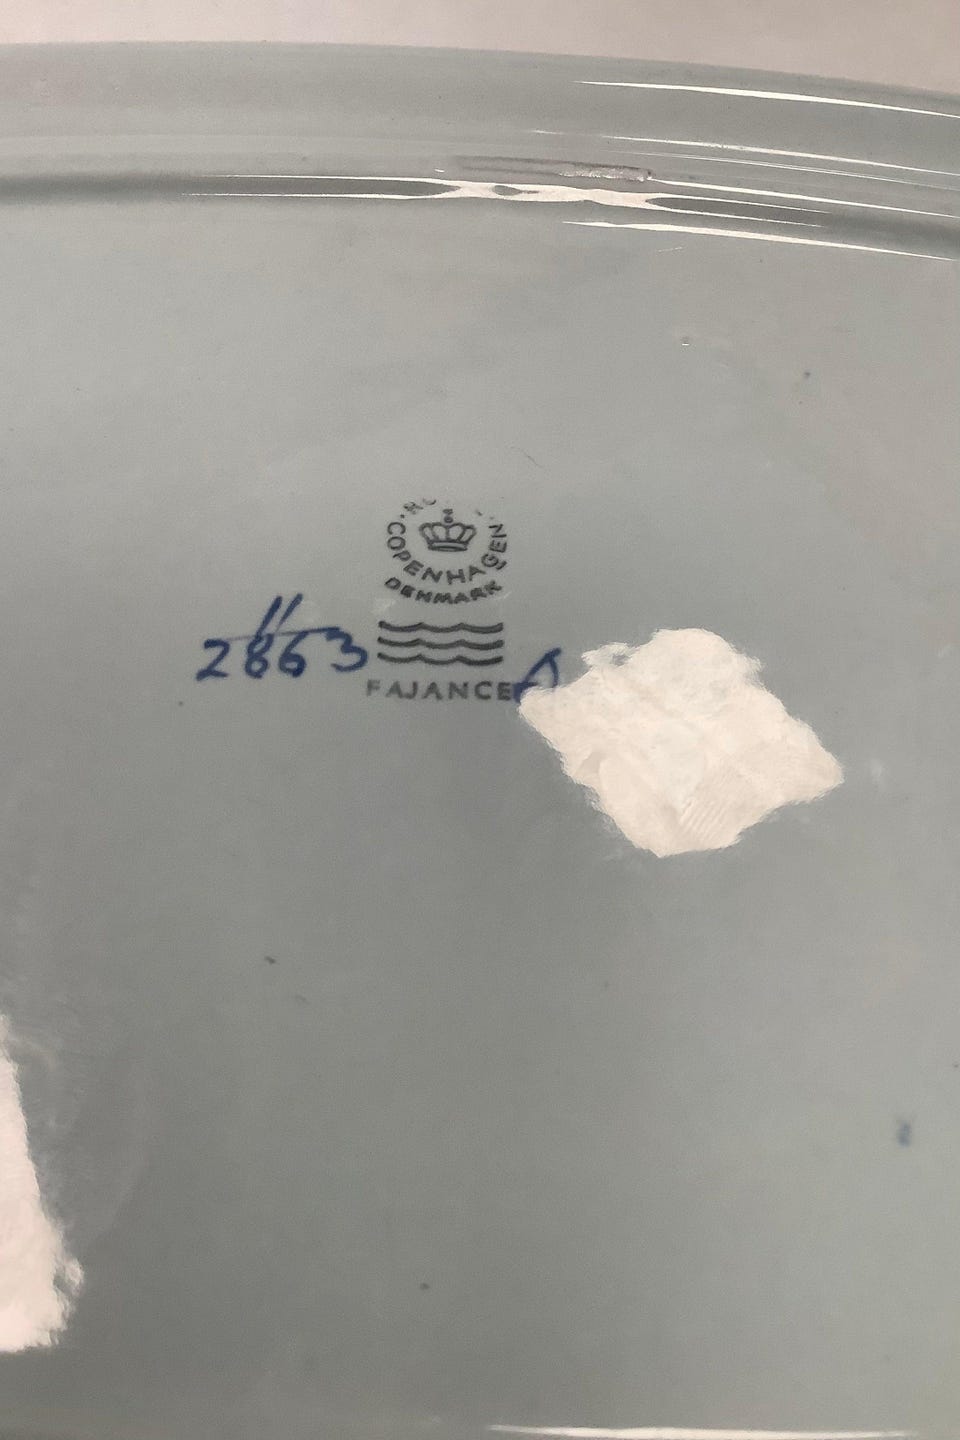 COPENHAGEN
DENMARK
11
2863
FAJANCE